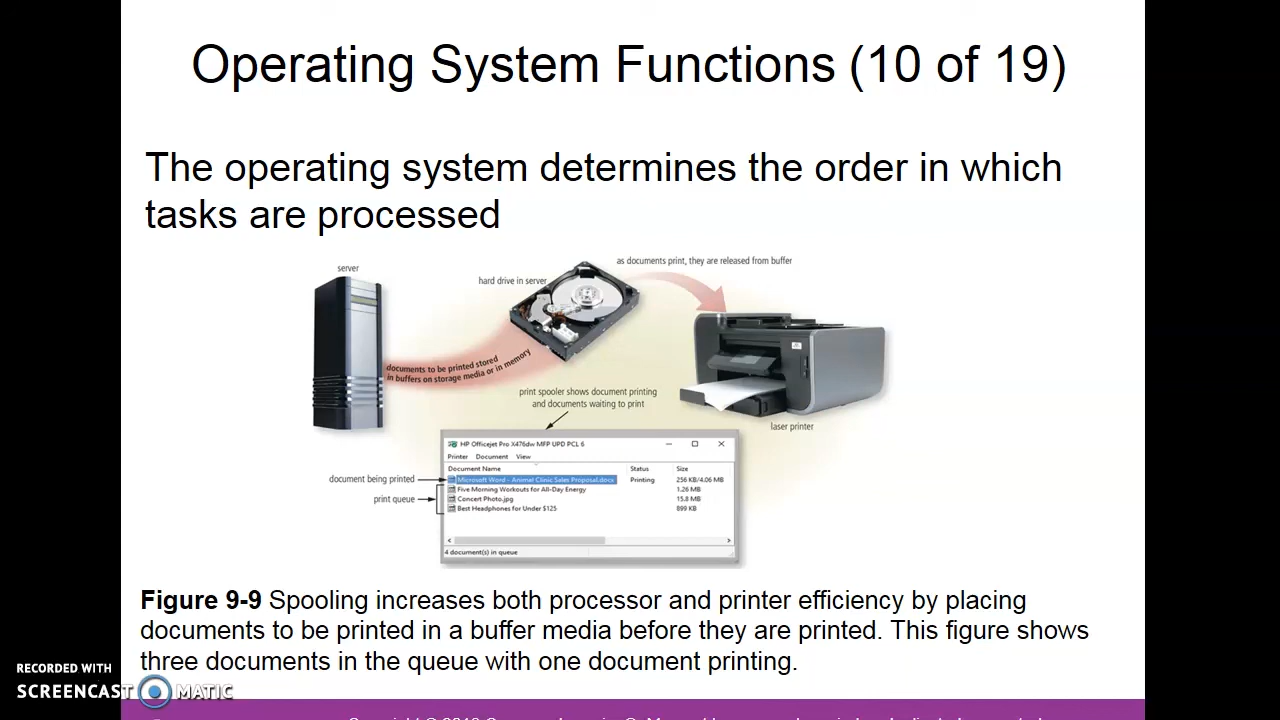 Operating System Functions (10 of 19)
The operating system determines the order in which
tasks are processed
server
hard drive in server
as documents print, they are released from buffer
documents to be printed stored
in buffers on storage media or in memory
print spooler shows document printing
and documents waiting to print
laser printer
HP Officejet Pro X476dw MFP UPD PCL 6
Printer Document View
Document Name Status Size
document being printed
Microsoft Word - Animal Clinic Sales Proposal.docx Printing 256 KB/4.06 MB
Five Morning Workouts for All-Day Energy 1.26 MB
print queue
Concert Photo.jpg 15.8 MB
Best Headphones for Under $125 899 KB
4 document(s) in queue
Figure 9-9 Spooling increases both processor and printer efficiency by placing
documents to be printed in a buffer media before they are printed. This figure shows
three documents in the queue with one document printing.
RECORDED WITH
SCREENCAST MATIC